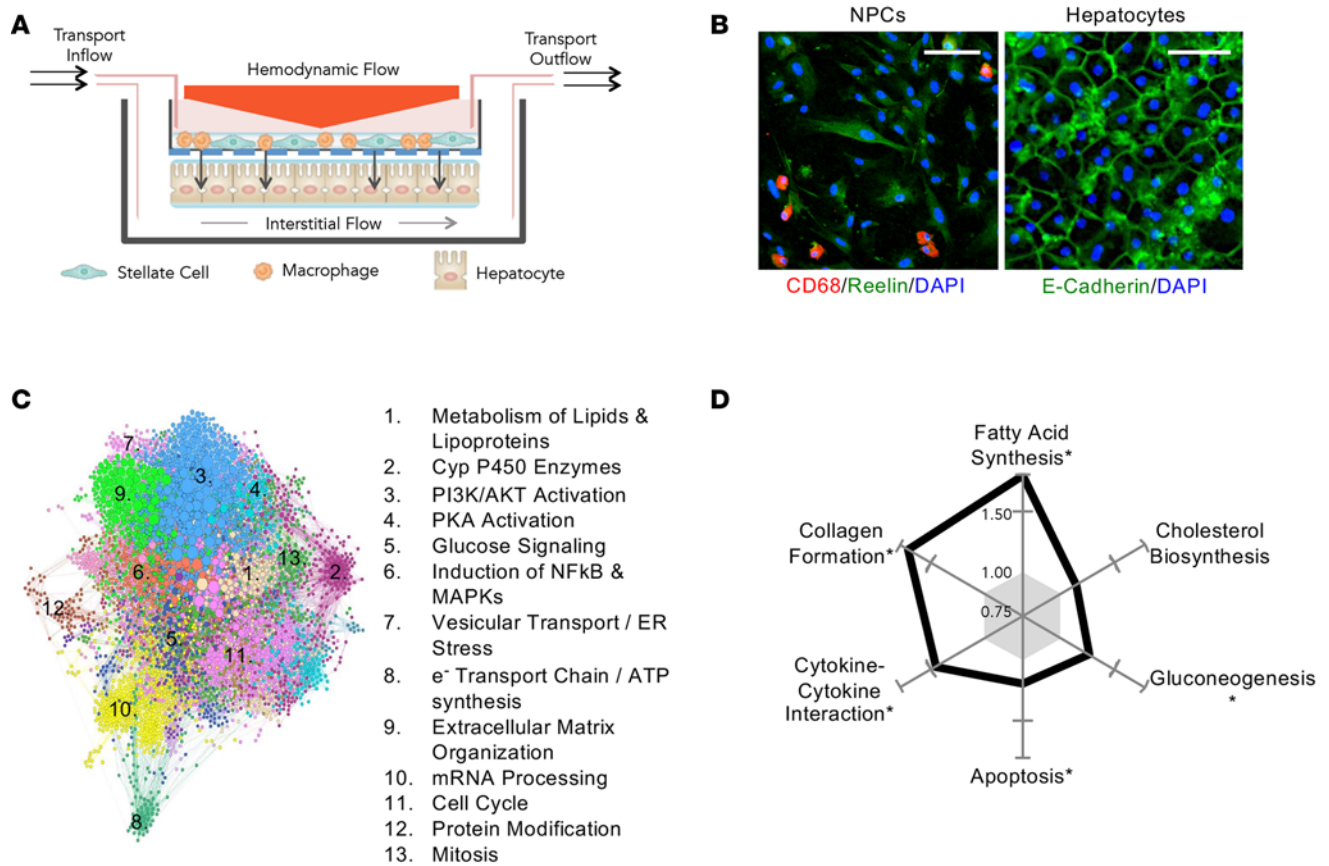 A
Transport
Inflow
Hemodynamic Flow
Transport
Outflow
Interstitial Flow
Stellate Cell
Macrophage
Hepatocyte
B
NPCs
Hepatocytes
CD68/Reelin/DAPI
E-Cadherin/DAPI
C
7.
3.
9.
4
13.
6.
1.
2
12.
5.
11.
10.
8.
1. Metabolism of Lipids &
Lipoproteins
2. Cyp P450 Enzymes
3. PI3K/AKT Activation
4. PKA Activation
5. Glucose Signaling
6. Induction of NFkB &
MAPKs
7. Vesicular Transport / ER
Stress
8. e⁻ Transport Chain / ATP
synthesis
9. Extracellular Matrix
Organization
10. mRNA Processing
11. Cell Cycle
12. Protein Modification
13. Mitosis
D
Fatty Acid
Synthesis*
1.50
1.00
0.75
Cholesterol
Biosynthesis
Gluconeogenesis
*
Apoptosis*
Cytokine-
Cytokine
Interaction*
Collagen
Formation*